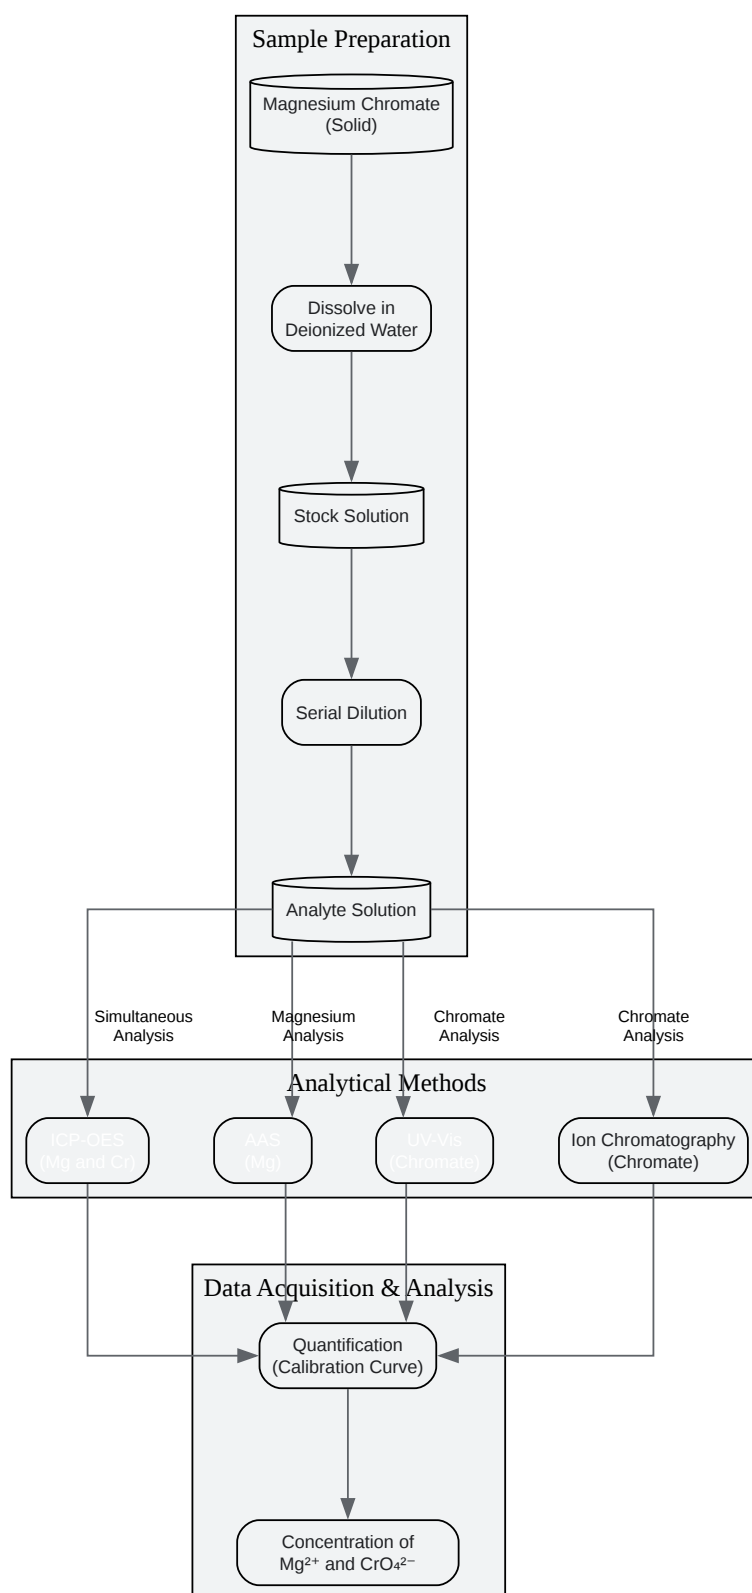 Sample Preparation
Magnesium Chromate
(Solid)
Dissolve in
Deionized Water
Stock Solution
Serial Dilution
Analyte Solution
Simultaneous
Analysis
Magnesium
Analysis
Chromate
Analysis
Chromate
Analysis
Analytical Methods
ICP-OES
(Mg and Cr)
AAS
(Mg)
UV-Vis
(Chromate)
Ion Chromatography
(Chromate)
Data Acquisition & Analysis
Quantification
(Calibration Curve)
Concentration of
Mg²⁺ and CrO₄²⁻